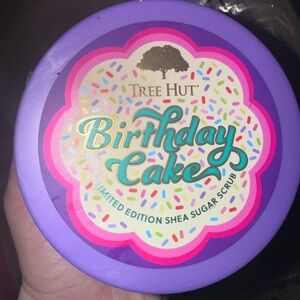 TREE HUT
Birthday
Cake
LIMITED EDITION SHEA SUGAR SCRUB